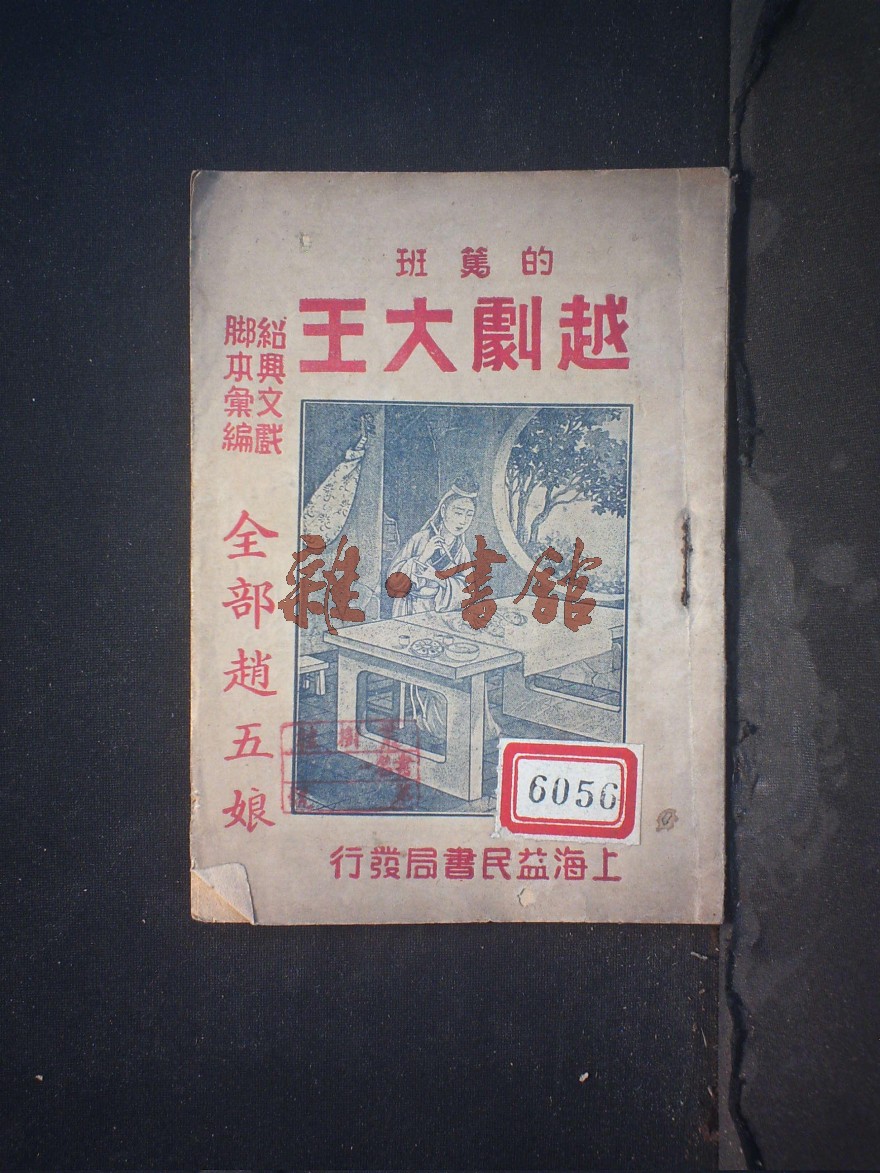 的篤班
越劇大王
紹興文戲
脚本彙編
全部趙五娘
雜·書館
6056
上海益民書局發行